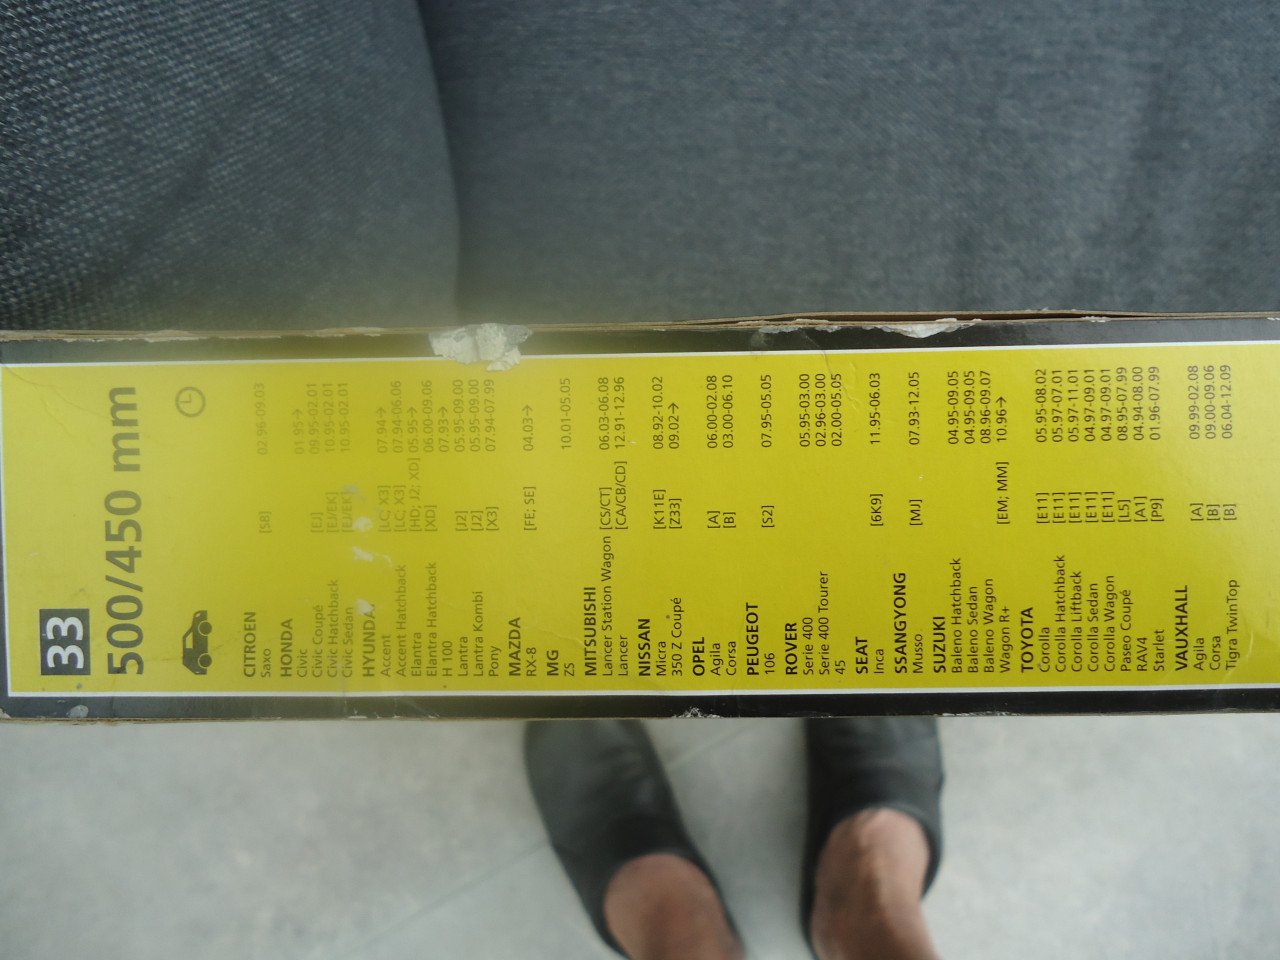 33
500/450 mm
CITROEN
Saxo [S8] 02.96-09.03
HONDA
Civic 01.95→
Civic Coupé [EJ] 09.95-02.01
Civic Hatchback [EJ/EK] 10.95-02.01
Civic Sedan [EJ/EK] 10.95-02.01
HYUNDAI
Accent [LC; X3] 07.94→
Accent Hatchback [LC; X3] 07.94-06.06
Elantra [HD; J2; XD] 05.95→
Elantra Hatchback [XD] 06.00-09.06
H 100 07.93→
Lantra [J2] 05.95-09.00
Lantra Kombi [J2] 05.95-09.00
Pony [X3] 07.94-07.99
MAZDA
RX-8 [FE; SE] 04.03→
MG
ZS 10.01-05.05
MITSUBISHI
Lancer Station Wagon [CS/CT] 06.03-06.08
Lancer [CA/CB/CD] 12.91-12.96
NISSAN
Micra [K11E] 08.92-10.02
350 Z Coupé [Z33] 09.02→
OPEL
Agila [A] 06.00-02.08
Corsa [B] 03.00-06.10
PEUGEOT
106 [S2] 07.95-05.05
ROVER
Serie 400 05.95-03.00
Serie 400 Tourer 02.96-03.00
45 02.00-05.05
SEAT
Inca [6K9] 11.95-06.03
SSANGYONG
Musso [MJ] 07.93-12.05
SUZUKI
Baleno Hatchback 04.95-09.05
Baleno Sedan 04.95-09.05
Baleno Wagon 08.96-09.07
Wagon R+ [EM; MM] 10.96→
TOYOTA
Corolla [E11] 05.95-08.02
Corolla Hatchback [E11] 05.97-07.01
Corolla Liftback [E11] 05.97-11.01
Corolla Sedan [E11] 04.97-09.01
Corolla Wagon [E11] 04.97-09.01
Paseo Coupé [L5] 08.95-07.99
RAV4 [A1] 04.94-08.00
Starlet [P9] 01.96-07.99
VAUXHALL
Agila [A] 09.99-02.08
Corsa [B] 09.00-09.06
Tigra TwinTop [B] 06.04-12.09